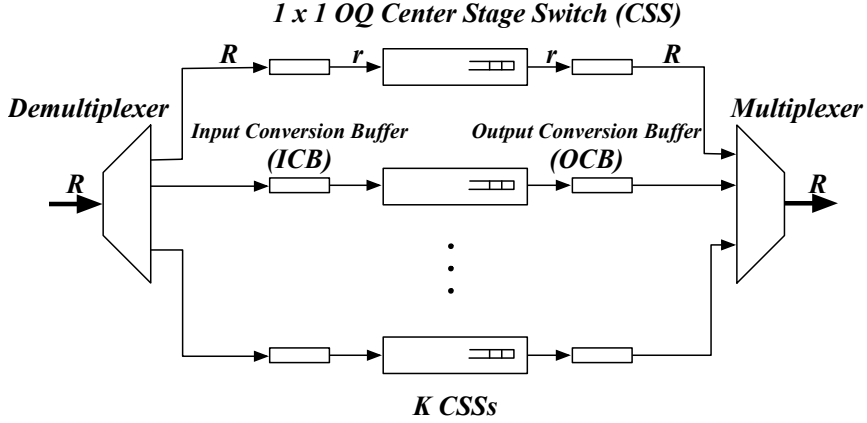 1 x 1 OQ Center Stage Switch (CSS)
R r r R
Demultiplexer Multiplexer
Input Conversion Buffer Output Conversion Buffer
(ICB) (OCB)
R R
K CSSs